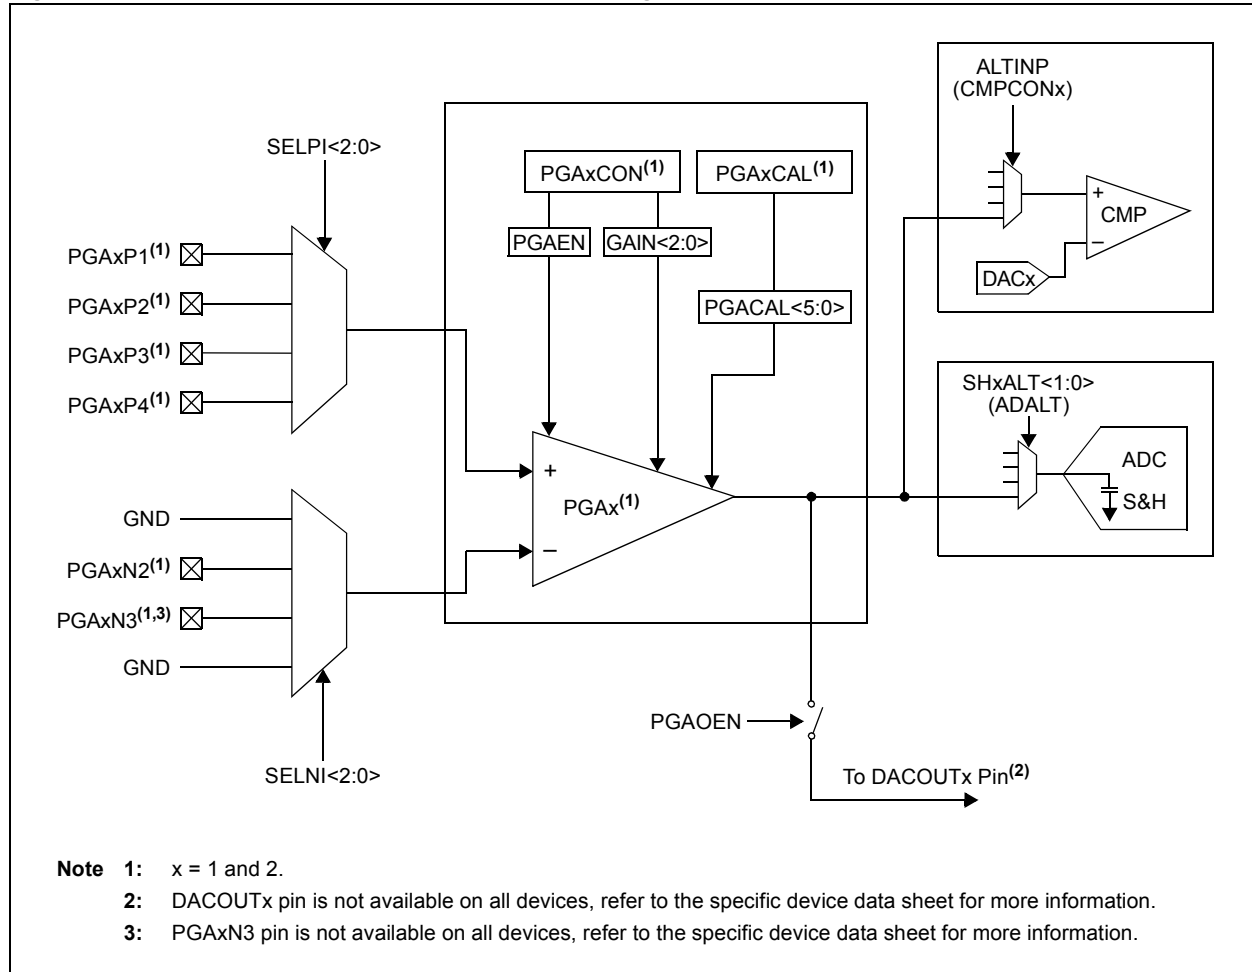 ALTINP
(CMPCONx)
SELPI<2:0>
PGAxCON(1)
PGAxCAL(1)
+
CMP
–
PGAEN
GAIN<2:0>
PGAxP1(1)
DACx
PGAxP2(1)
PGACAL<5:0>
PGAxP3(1)
SHxALT<1:0>
(ADALT)
PGAxP4(1)
ADC
+
S&H
PGAx(1)
GND
–
PGAxN2(1)
PGAxN3(1,3)
GND
PGAOEN
SELNI<2:0>
To DACOUTx Pin(2)
Note 1: x = 1 and 2.
2: DACOUTx pin is not available on all devices, refer to the specific device data sheet for more information.
3: PGAxN3 pin is not available on all devices, refer to the specific device data sheet for more information.